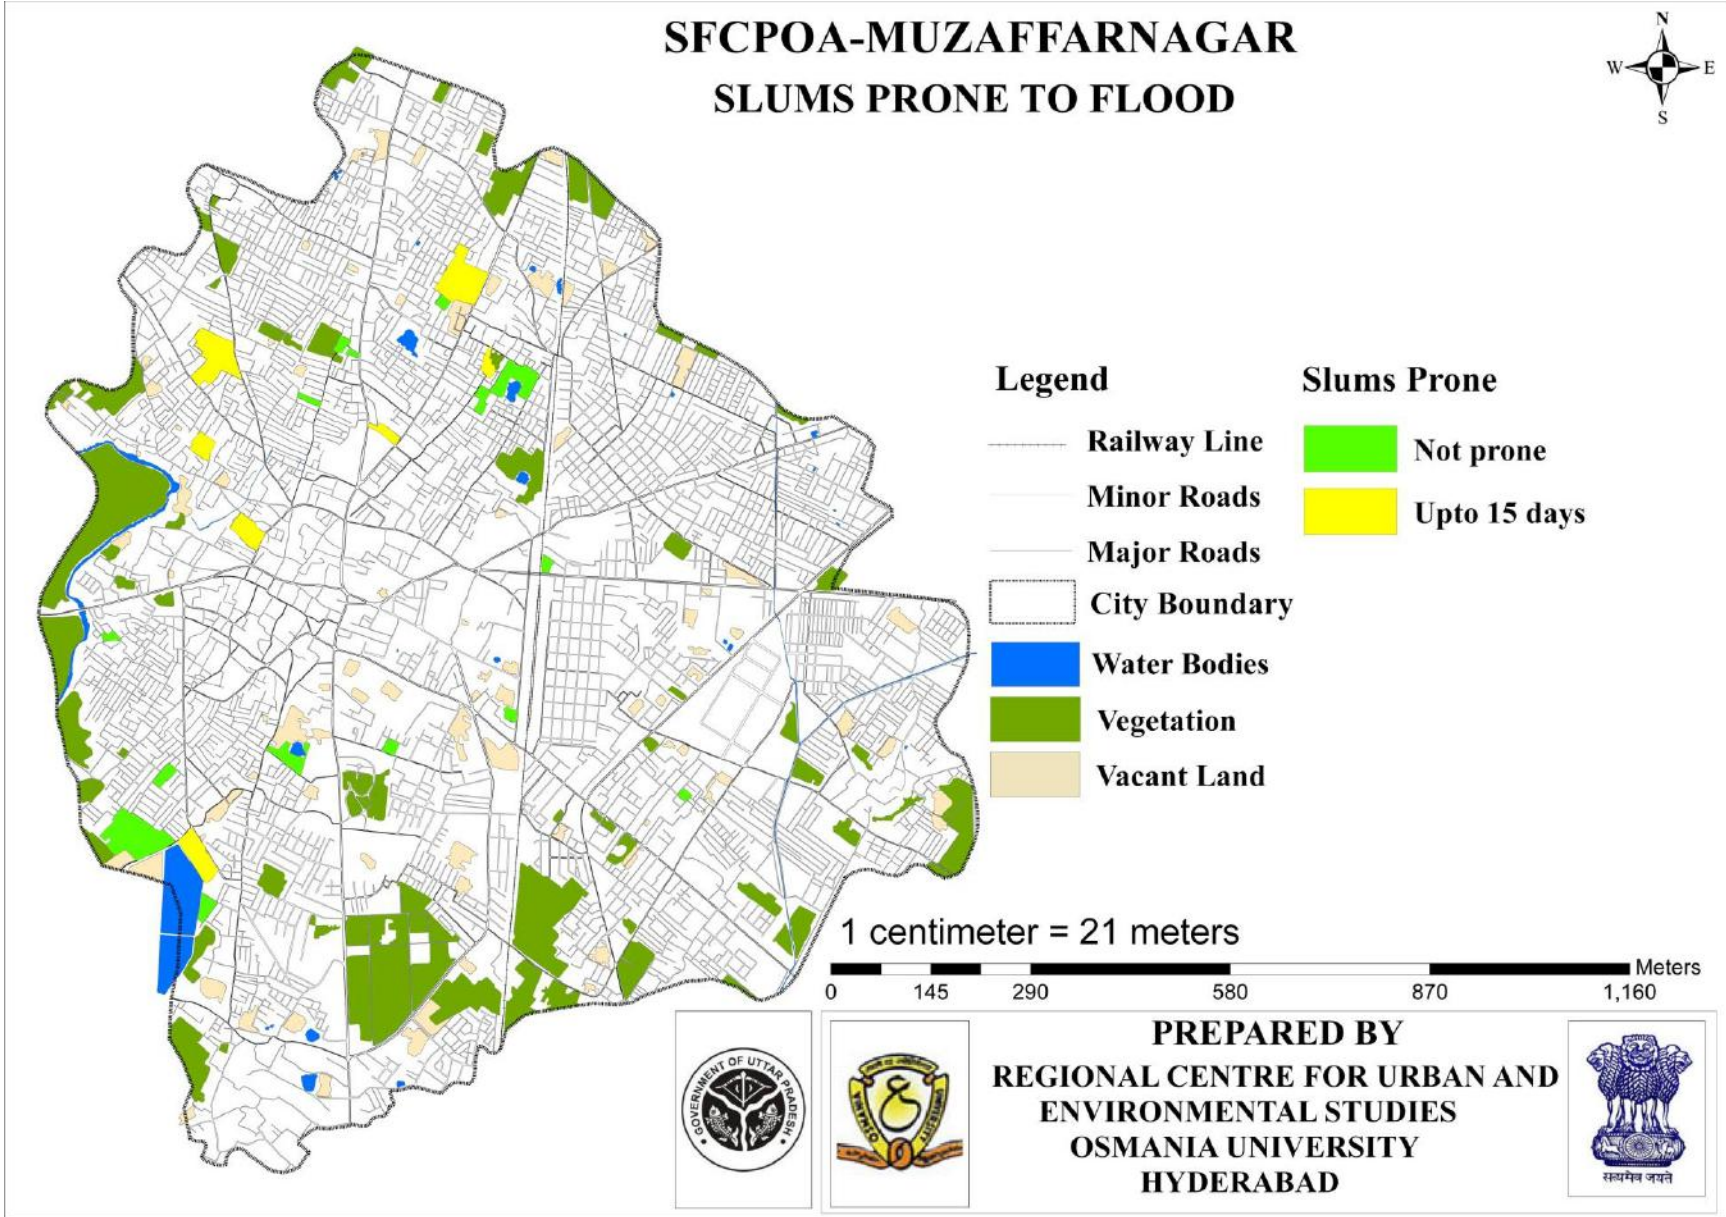 SFCPOA-MUZAFFARNAGAR
SLUMS PRONE TO FLOOD
N
W E
S
Legend
Railway Line
Minor Roads
Major Roads
City Boundary
Water Bodies
Vegetation
Vacant Land
Slums Prone
Not prone
Upto 15 days
1 centimeter = 21 meters
Meters
0 145 290 580 870 1,160
GOVERNMENT OF UTTAR PRADESH
OSMANIA UNIVERSITY
PREPARED BY
REGIONAL CENTRE FOR URBAN AND
ENVIRONMENTAL STUDIES
OSMANIA UNIVERSITY
HYDERABAD
सत्यमेव जयते